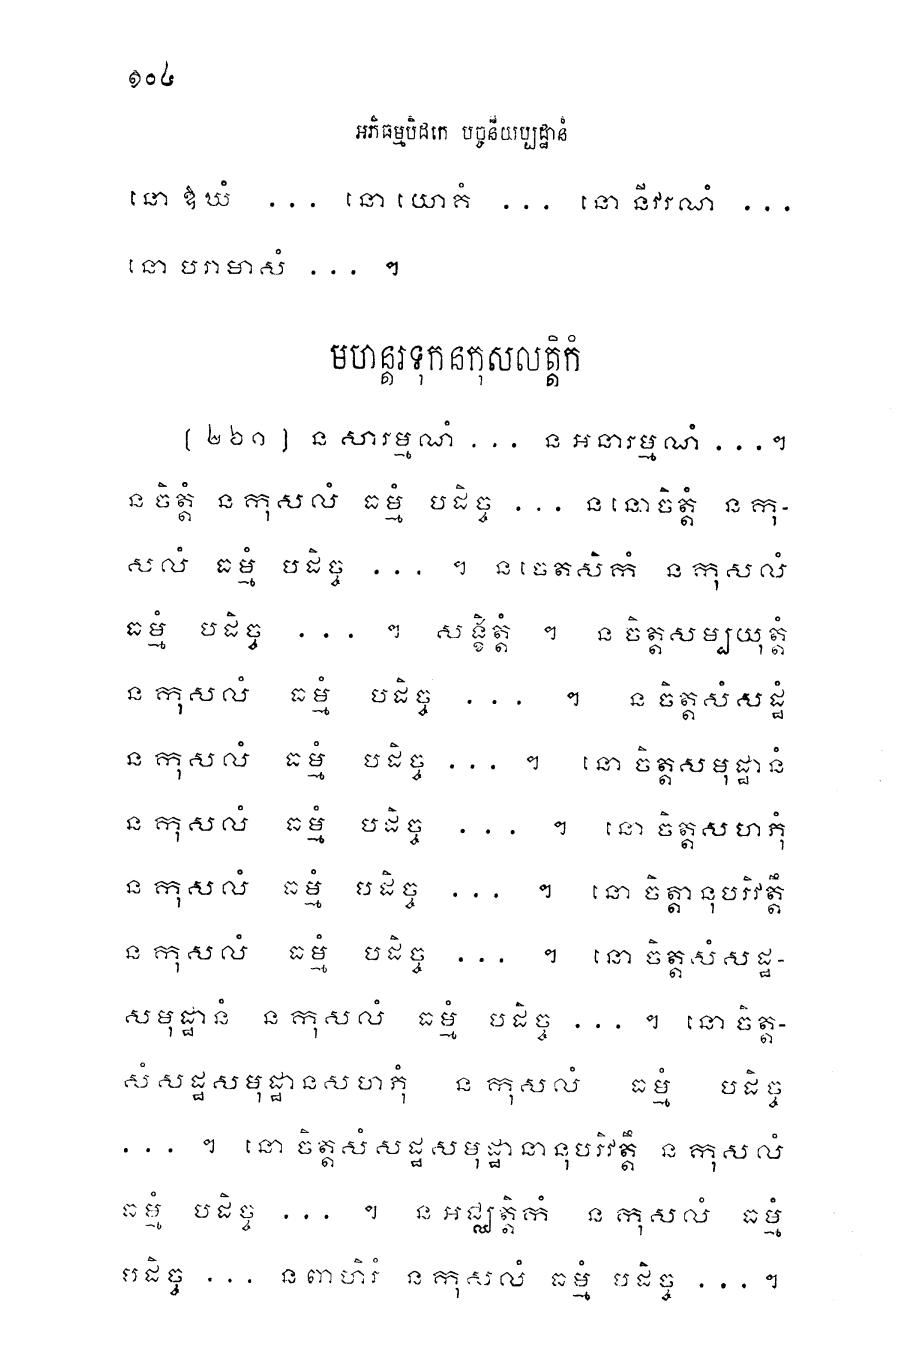 ១០៤
អភិធម្មបិដកេ បច្ចនីយប្បដ្ឋានំ
នោ ឱឃំ ... នោ យោគំ ... នោ នីវរណំ ...
នោ បរាមាសំ ... ។
មហន្តរទុកនកុសលត្តិកំ
[២៦១] ន សារម្មណំ ... ន អនារម្មណំ ...។
ន ចិត្តំ ន កុសលំ ធម្មំ បដិច្ច ... ន នោចិត្តំ ន កុ-
សលំ ធម្មំ បដិច្ច ... ។ ន ចេតសិកំ ន កុសលំ
ធម្មំ បដិច្ច ... ។ សង្ខិត្តំ ។ ន ចិត្តសម្បយុត្តំ
ន កុសលំ ធម្មំ បដិច្ច ... ។ ន ចិត្តសំសដ្ឋំ
ន កុសលំ ធម្មំ បដិច្ច ... ។ នោ ចិត្តសមុដ្ឋានំ
ន កុសលំ ធម្មំ បដិច្ច ... ។ នោ ចិត្តសហភុំ
ន កុសលំ ធម្មំ បដិច្ច ... ។ នោ ចិត្តានុបរិវត្តឹ
ន កុសលំ ធម្មំ បដិច្ច ... ។ នោ ចិត្តសំសដ្ឋ-
សមុដ្ឋានំ ន កុសលំ ធម្មំ បដិច្ច ... ។ នោ ចិត្ត-
សំសដ្ឋសមុដ្ឋានសហភុំ ន កុសលំ ធម្មំ បដិច្ច
... ។ នោ ចិត្តសំសដ្ឋសមុដ្ឋានានុបរិវត្តឹ ន កុសលំ
ធម្មំ បដិច្ច ... ។ ន អជ្ឈត្តិកំ ន កុសលំ ធម្មំ
បដិច្ច ... ន ពាហិរំ ន កុសលំ ធម្មំ បដិច្ច ...។